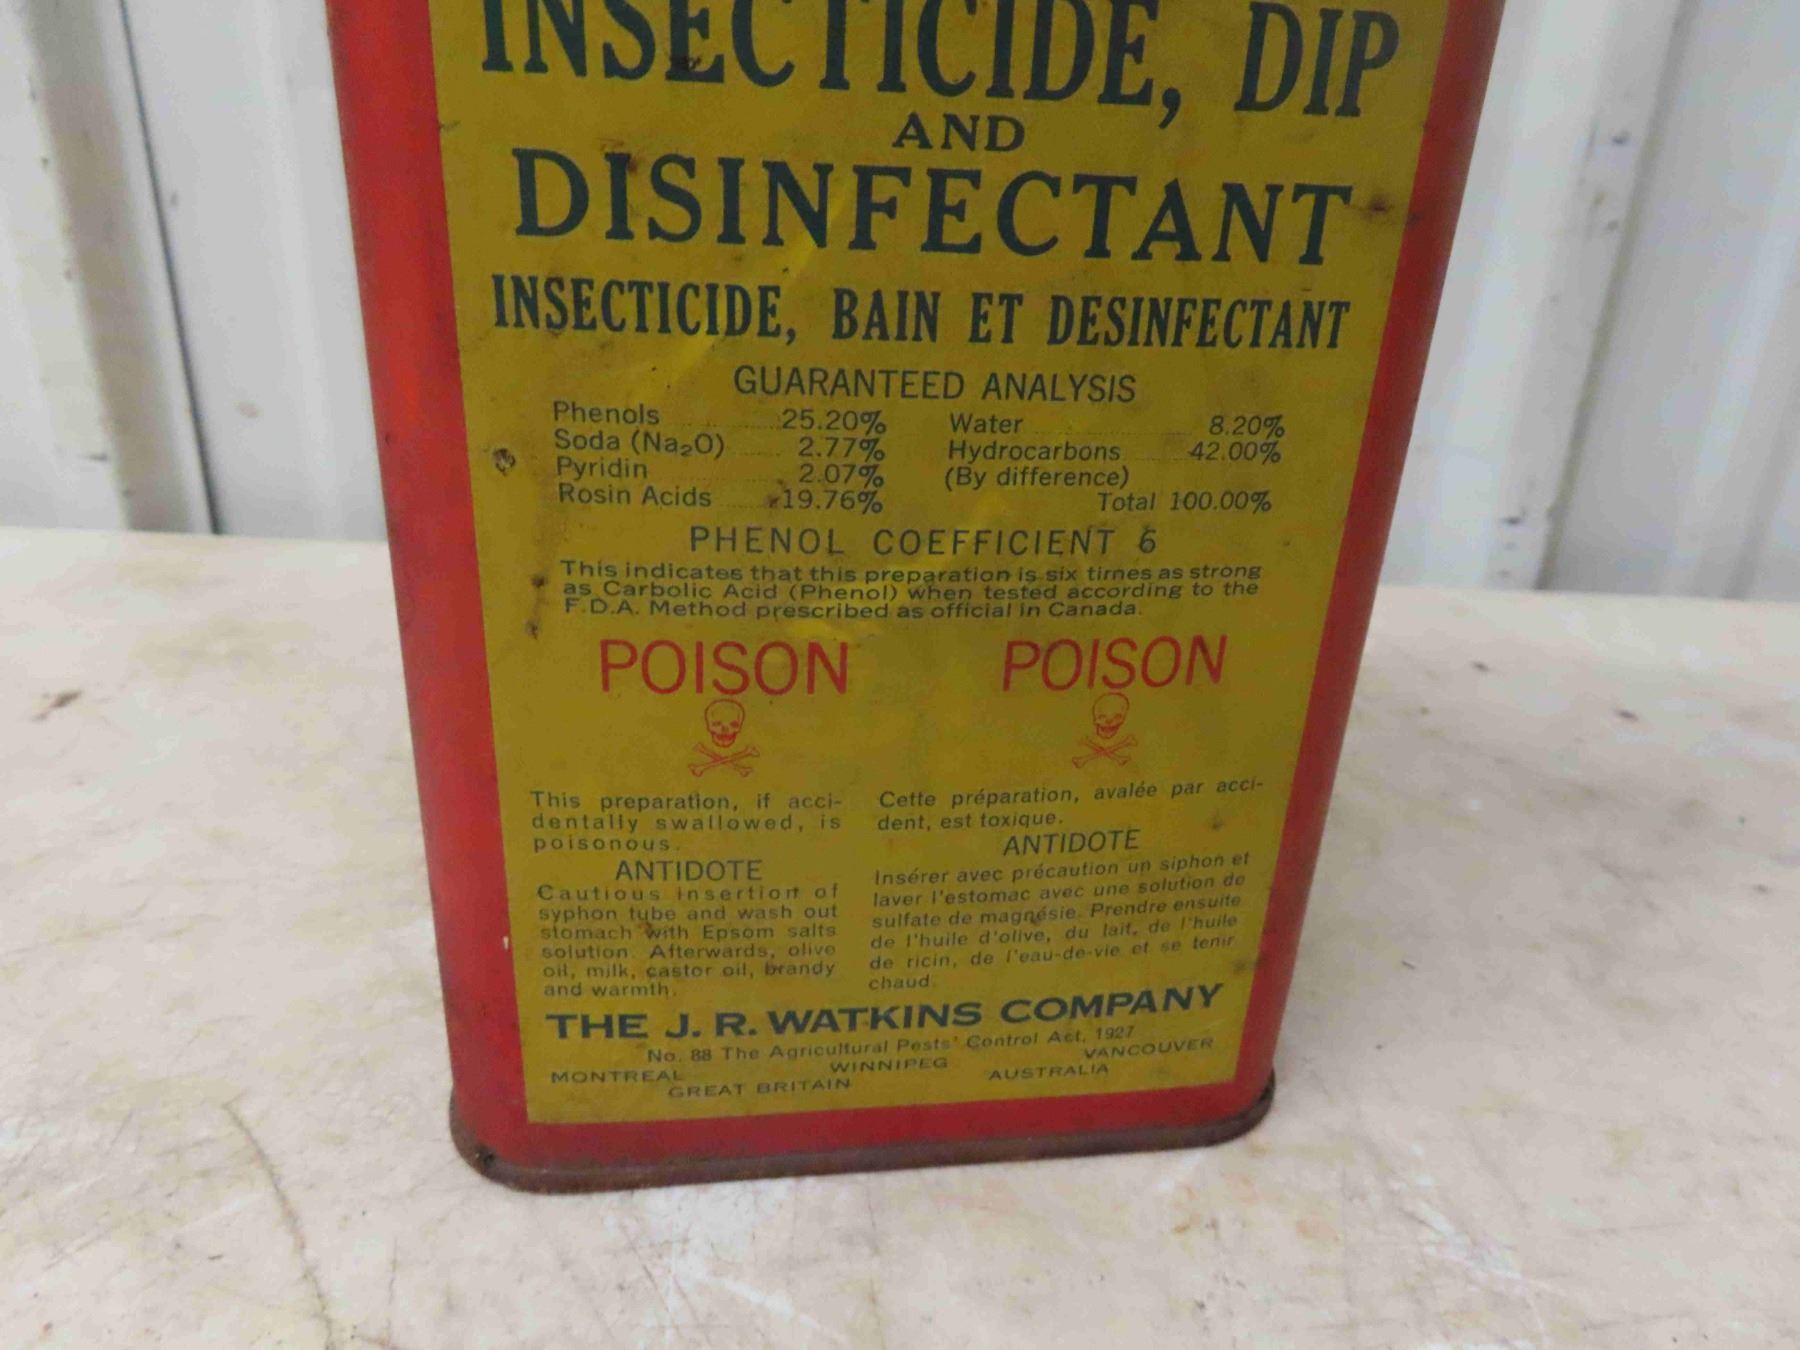 INSECTICIDE, DIP
AND
DISINFECTANT
INSECTICIDE, BAIN ET DESINFECTANT
GUARANTEED ANALYSIS
Phenols 25.20% Water 8.20%
Soda (Na₂O) 2.77% Hydrocarbons 42.00%
Pyridin 2.07% (By difference)
Rosin Acids 19.76% Total 100.00%
PHENOL COEFFICIENT 6
This indicates that this preparation is six times as strong
as Carbolic Acid (Phenol) when tested according to the
F.D.A. Method prescribed as official in Canada.
POISON
This preparation, if acci-
dentally swallowed, is
poisonous.
ANTIDOTE
Cautious insertion of
syphon tube and wash out
stomach with Epsom salts
solution. Afterwards, olive
oil, milk, castor oil, brandy
and warmth.
POISON
Cette préparation, avalée par acci-
dent, est toxique.
ANTIDOTE
Insérer avec précaution un siphon et
laver l'estomac avec une solution de
sulfate de magnésie. Prendre ensuite
de l'huile d'olive, du lait, de l'huile
de ricin, de l'eau-de-vie et se tenir
chaud.
THE J. R. WATKINS COMPANY
No. 88 The Agricultural Pests' Control Act, 1927
MONTREAL WINNIPEG VANCOUVER
GREAT BRITAIN AUSTRALIA